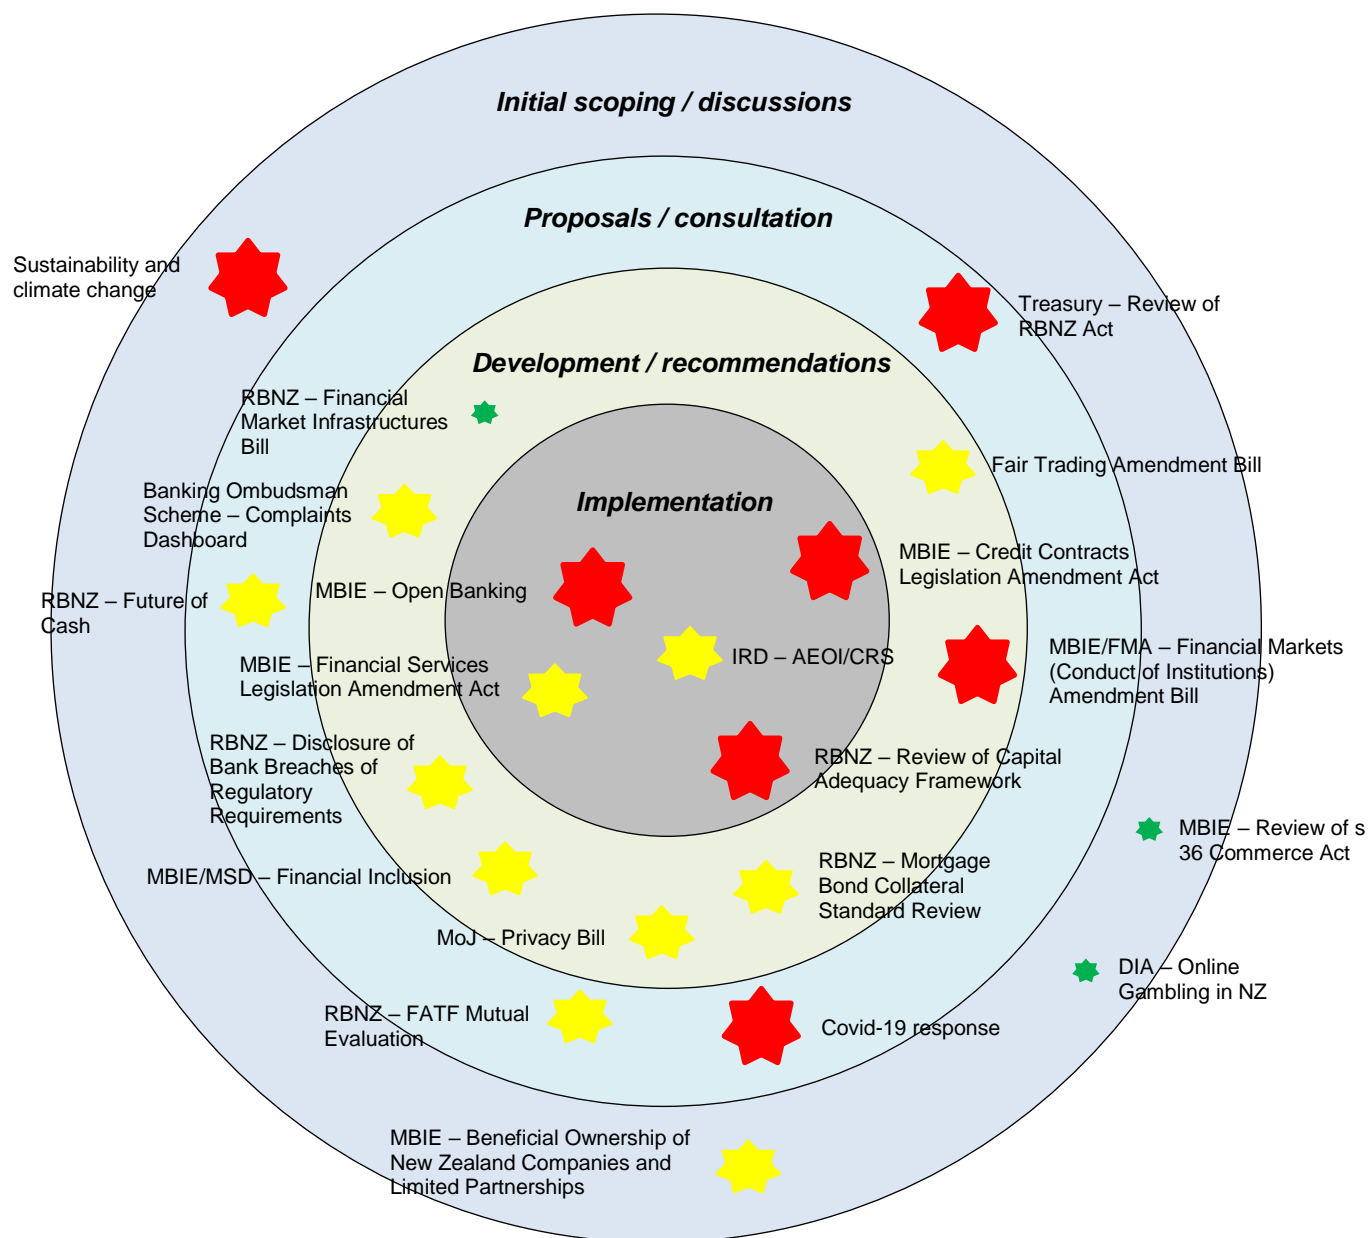 Initial scoping / discussions
Proposals / consultation
Sustainability and
climate change
Treasury – Review of
RBNZ Act
Development / recommendations
RBNZ – Financial
Market Infrastructures
Bill
Fair Trading Amendment Bill
Banking Ombudsman
Scheme – Complaints
Dashboard
Implementation
MBIE – Credit Contracts
Legislation Amendment Act
MBIE – Open Banking
RBNZ – Future of
Cash
MBIE/FMA – Financial Markets
(Conduct of Institutions)
Amendment Bill
IRD – AEOI/CRS
MBIE – Financial Services
Legislation Amendment Act
RBNZ – Disclosure of
Bank Breaches of
Regulatory
Requirements
RBNZ – Review of Capital
Adequacy Framework
MBIE – Review of s
36 Commerce Act
RBNZ – Mortgage
Bond Collateral
Standard Review
MBIE/MSD – Financial Inclusion
MoJ – Privacy Bill
DIA – Online
Gambling in NZ
RBNZ – FATF Mutual
Evaluation
Covid-19 response
MBIE – Beneficial Ownership of
New Zealand Companies and
Limited Partnerships